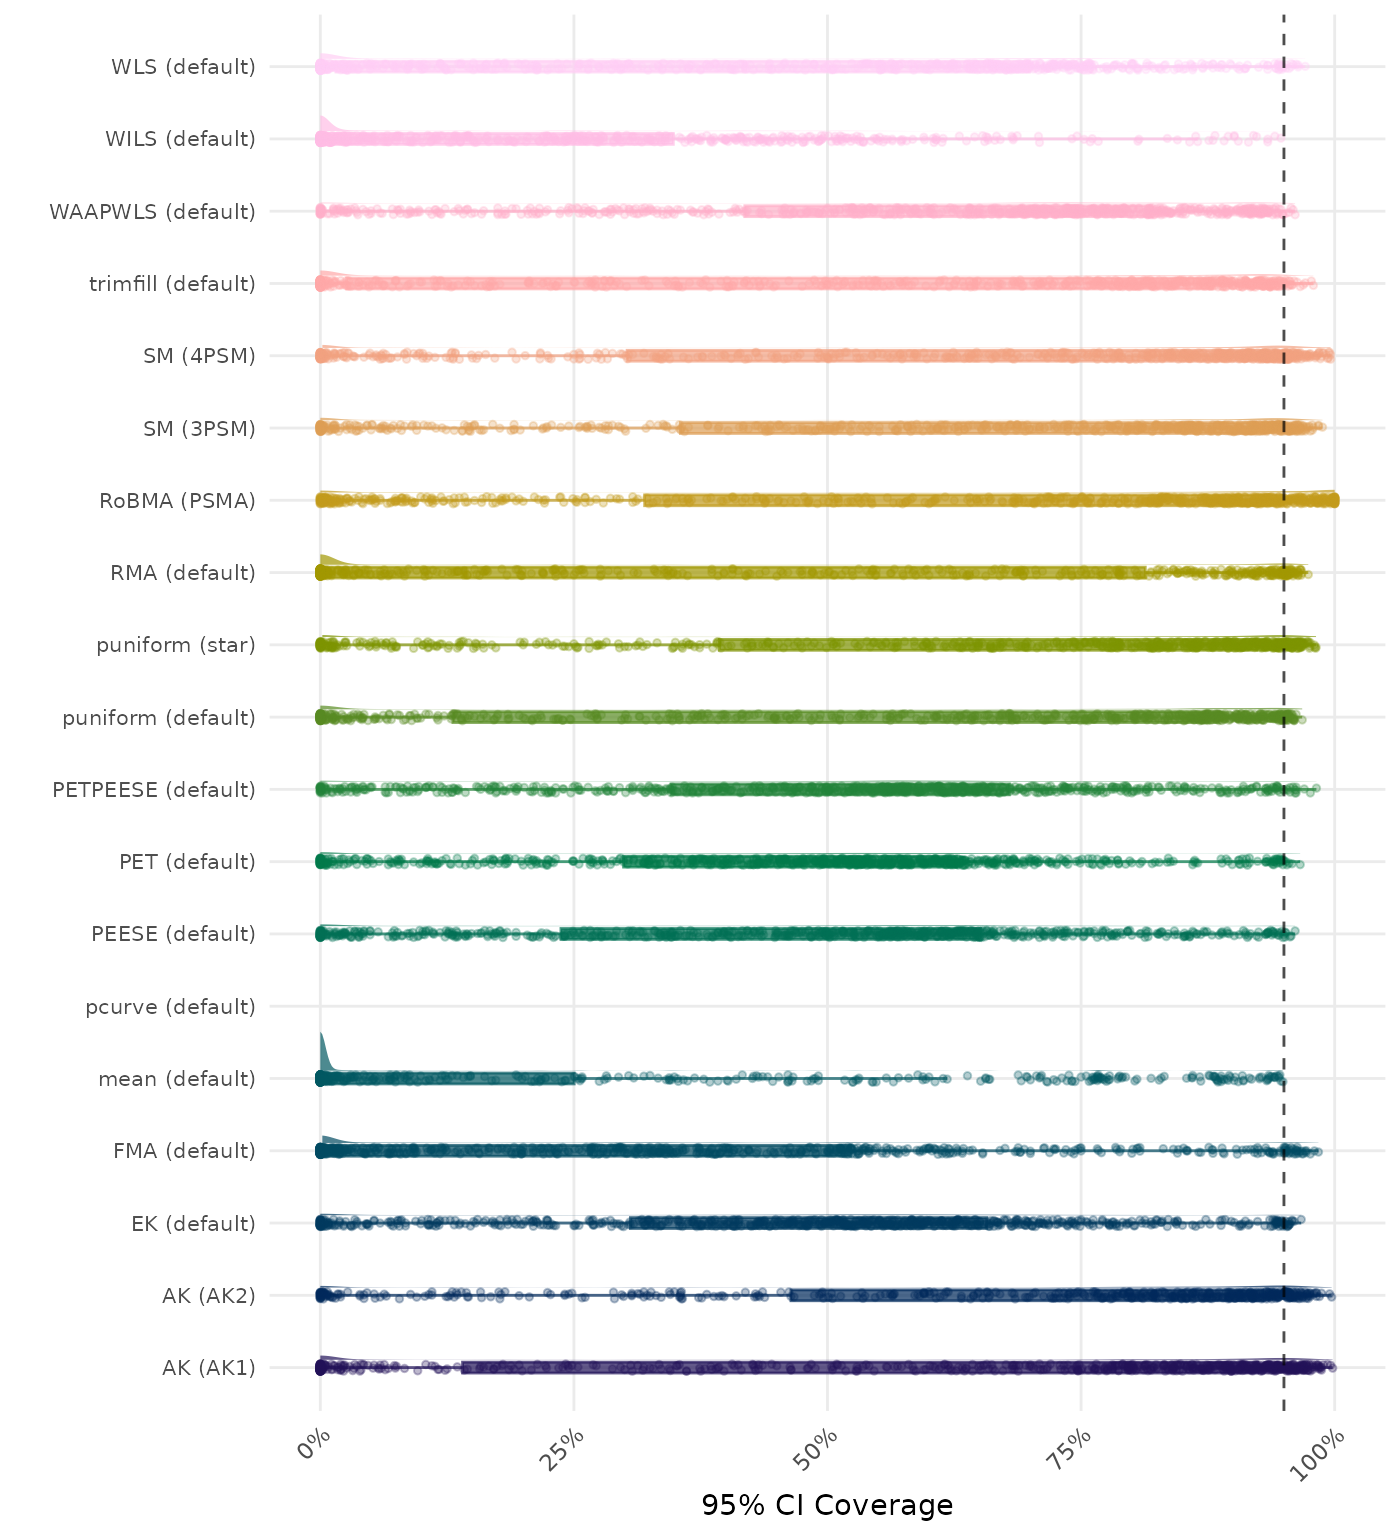 WLS (default)
WILS (default)
WAAPWLS (default)
trimfill (default)
SM (4PSM)
SM (3PSM)
RoBMA (PSMA)
RMA (default)
puniform (star)
puniform (default)
PETPEESE (default)
PET (default)
PEESE (default)
pcurve (default)
mean (default)
FMA (default)
EK (default)
AK (AK2)
AK (AK1)
0%
25%
50%
75%
100%
95% CI Coverage